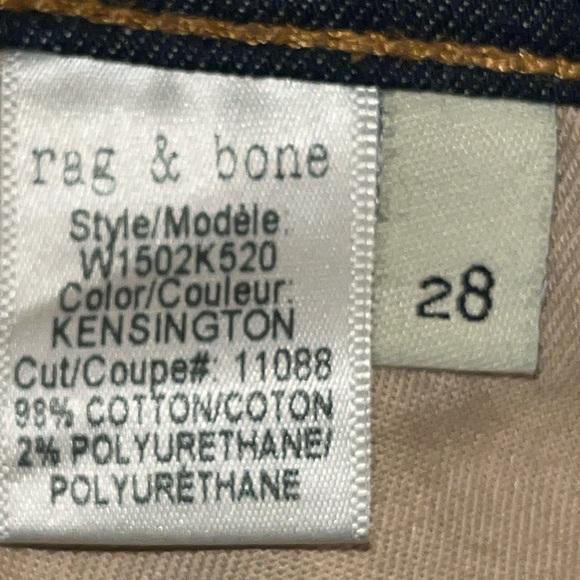 rag & bone
Style/Modèle:
W1502K520
Color/Couleur:
KENSINGTON
Cut/Coupe#: 11088
98% COTTON/COTON
2% POLYURETHANE/
POLYURÉTHANE
28